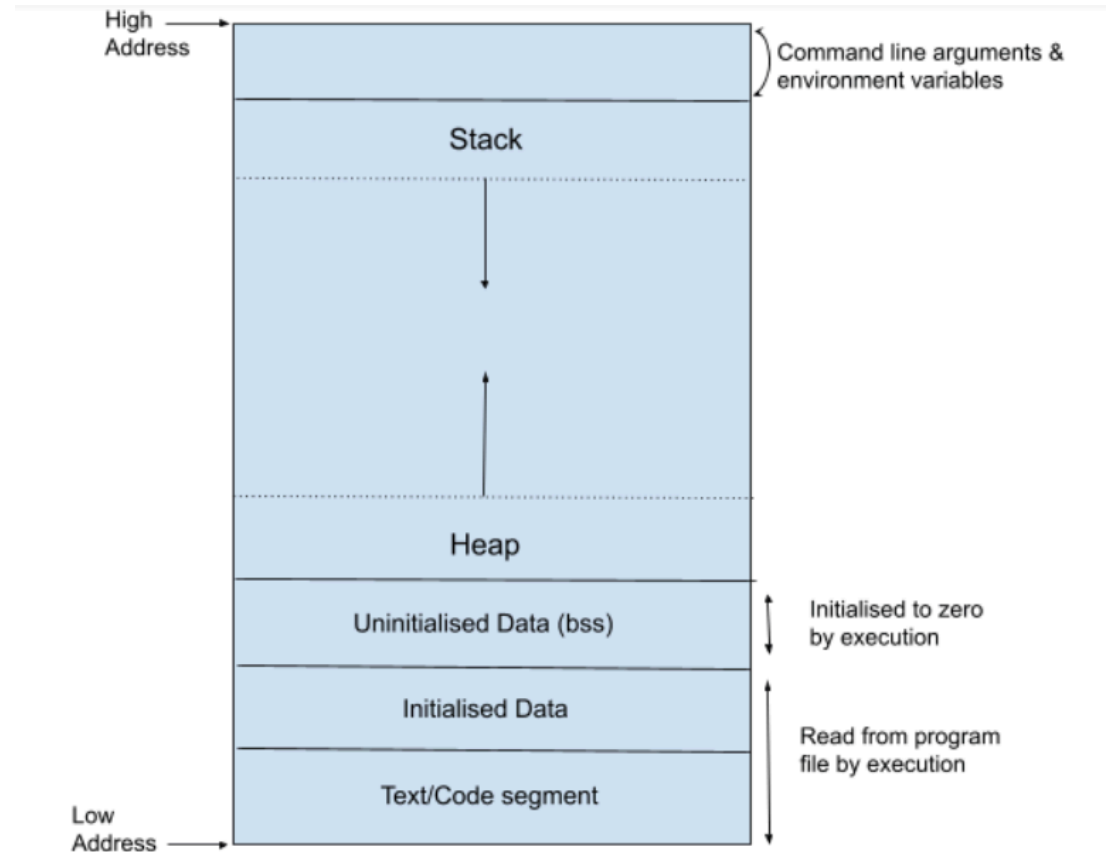 High
Address
Command line arguments &
environment variables
Stack
Heap
Uninitialised Data (bss)
Initialised to zero
by execution
Initialised Data
Read from program
file by execution
Text/Code segment
Low
Address